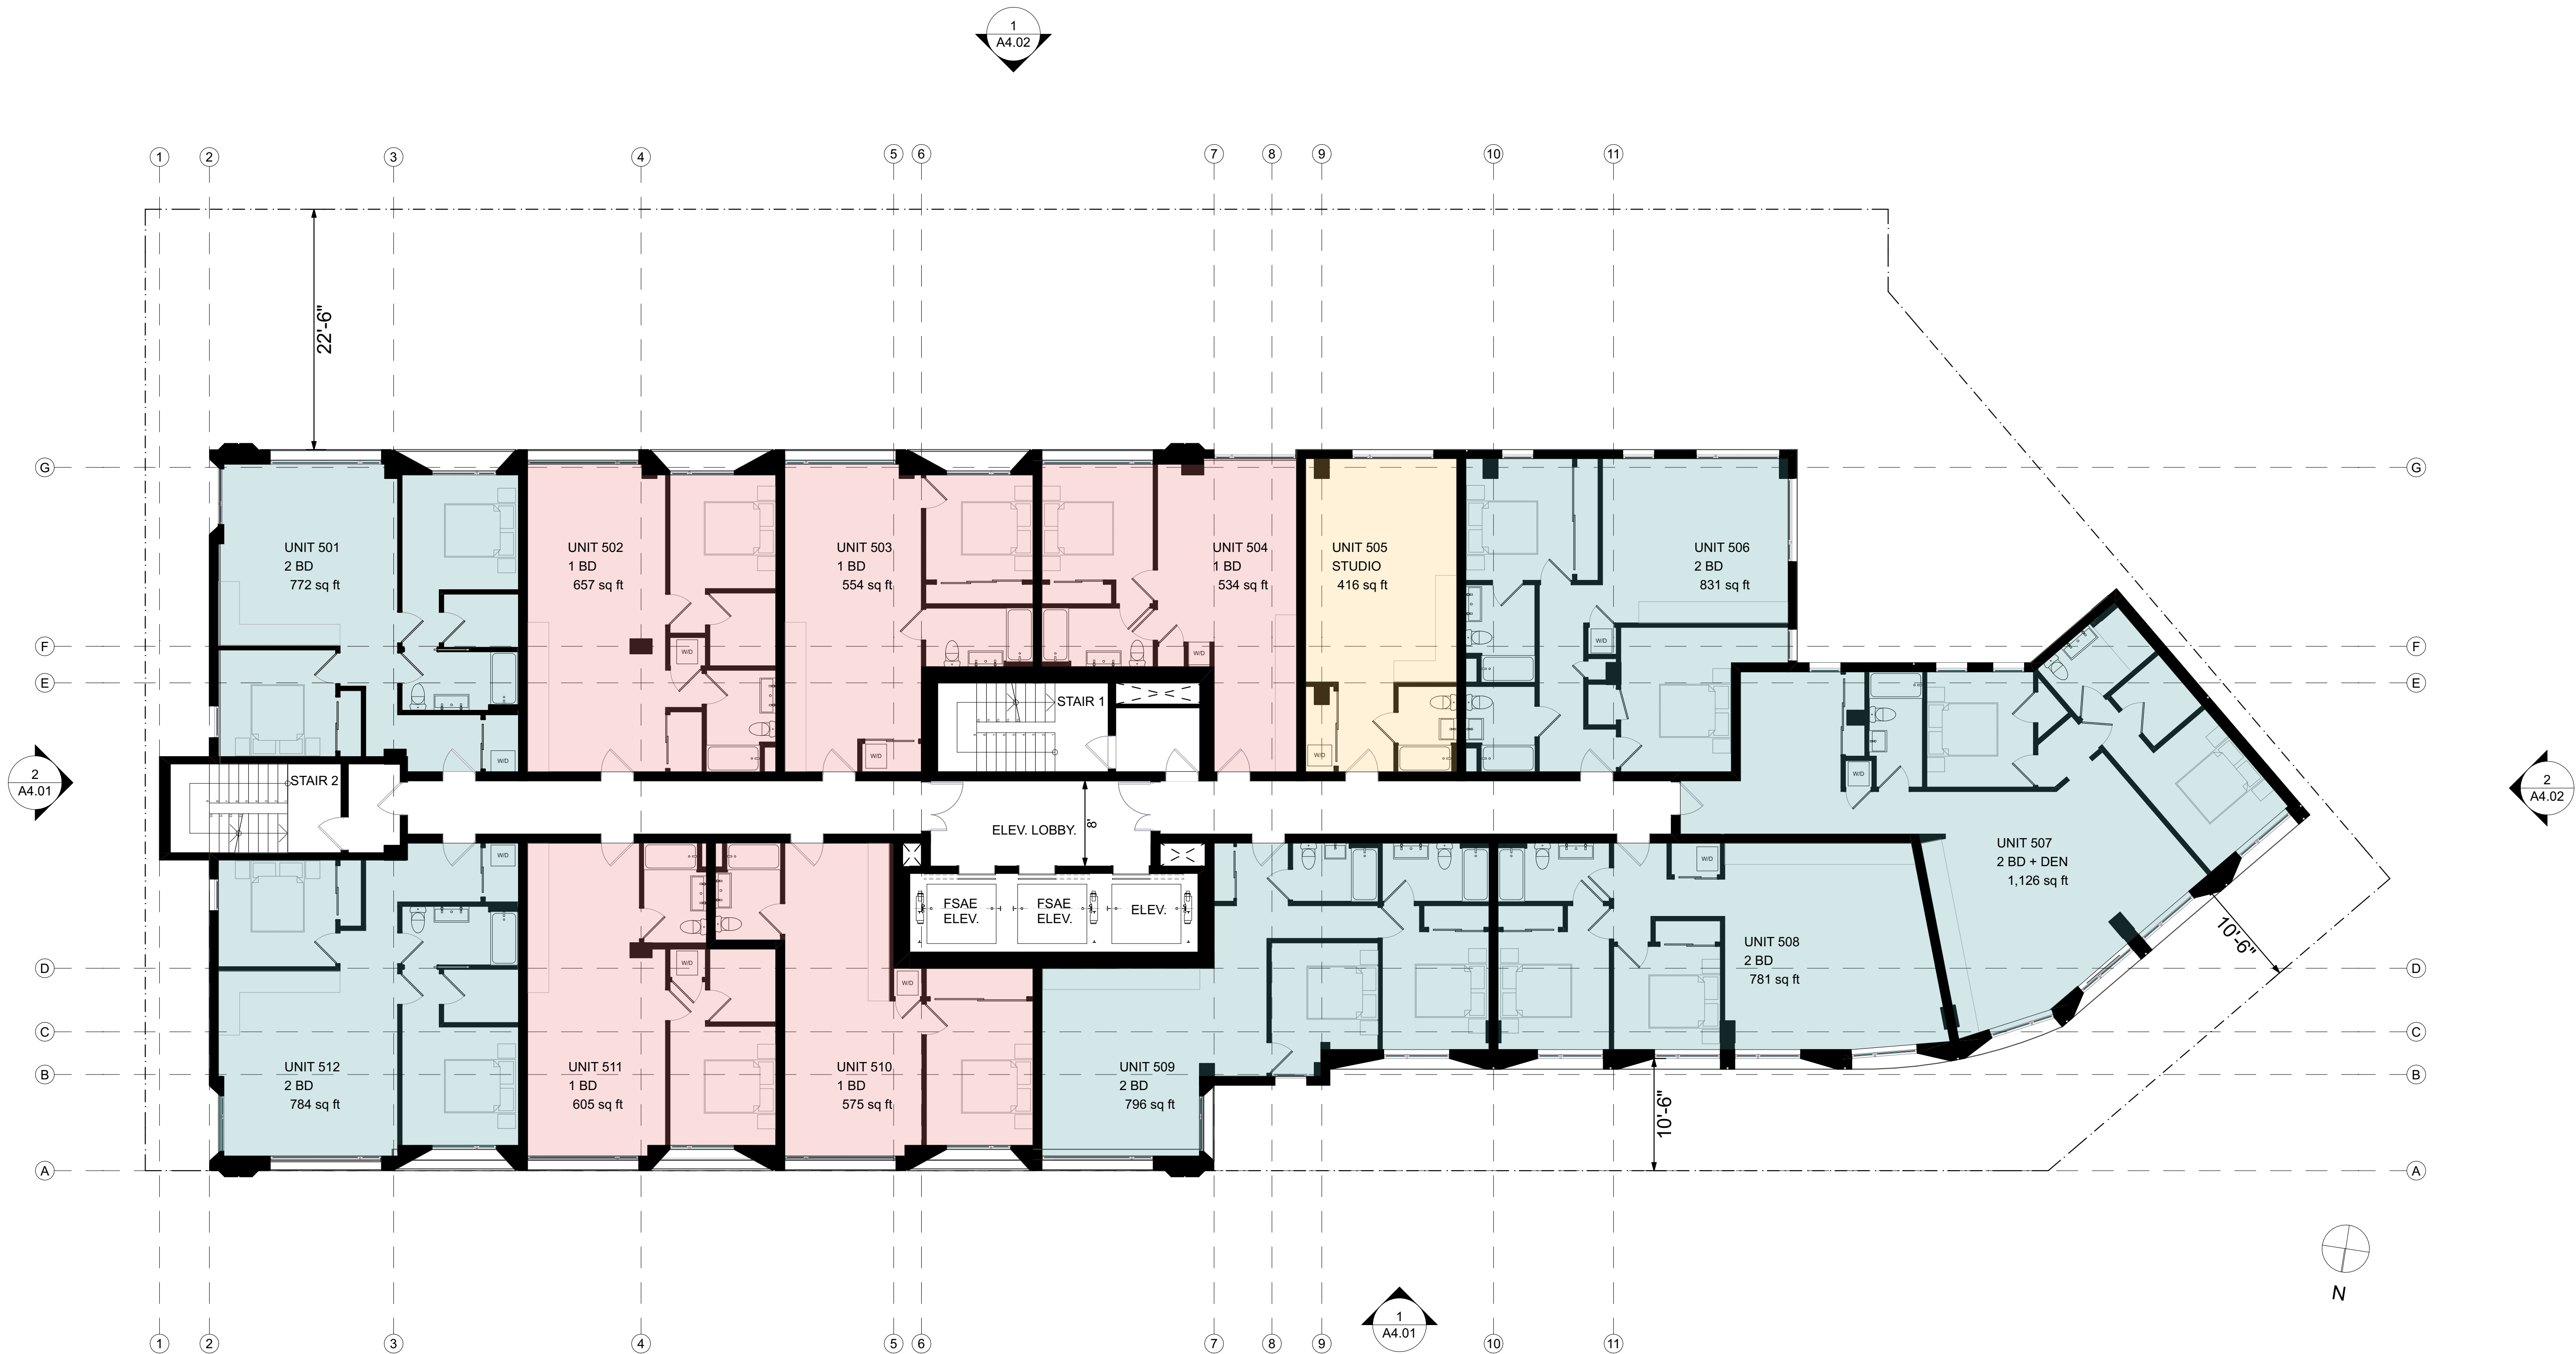 1
A4.02
1
2
3
4
5
6
7
8
9
10
11
22'-6"
G
G
UNIT 501
2 BD
772 sq ft
UNIT 502
1 BD
657 sq ft
UNIT 503
1 BD
554 sq ft
UNIT 504
1 BD
534 sq ft
UNIT 505
STUDIO
416 sq ft
UNIT 506
2 BD
831 sq ft
F
F
W/D
W/D
W/D
E
E
STAIR 1
W/D
W/D
W/D
W/D
2
A4.01
STAIR 2
2
A4.02
ELEV. LOBBY.
8'
UNIT 507
2 BD + DEN
1,126 sq ft
W/D
W/D
FSAE
ELEV.
FSAE
ELEV.
ELEV.
10'-6"
UNIT 508
2 BD
781 sq ft
D
D
W/D
W/D
C
C
UNIT 512
2 BD
784 sq ft
UNIT 511
1 BD
605 sq ft
UNIT 510
1 BD
575 sq ft
UNIT 509
2 BD
796 sq ft
B
B
10'-6"
A
A
N
1
A4.01
1
2
3
4
5
6
7
8
9
10
11